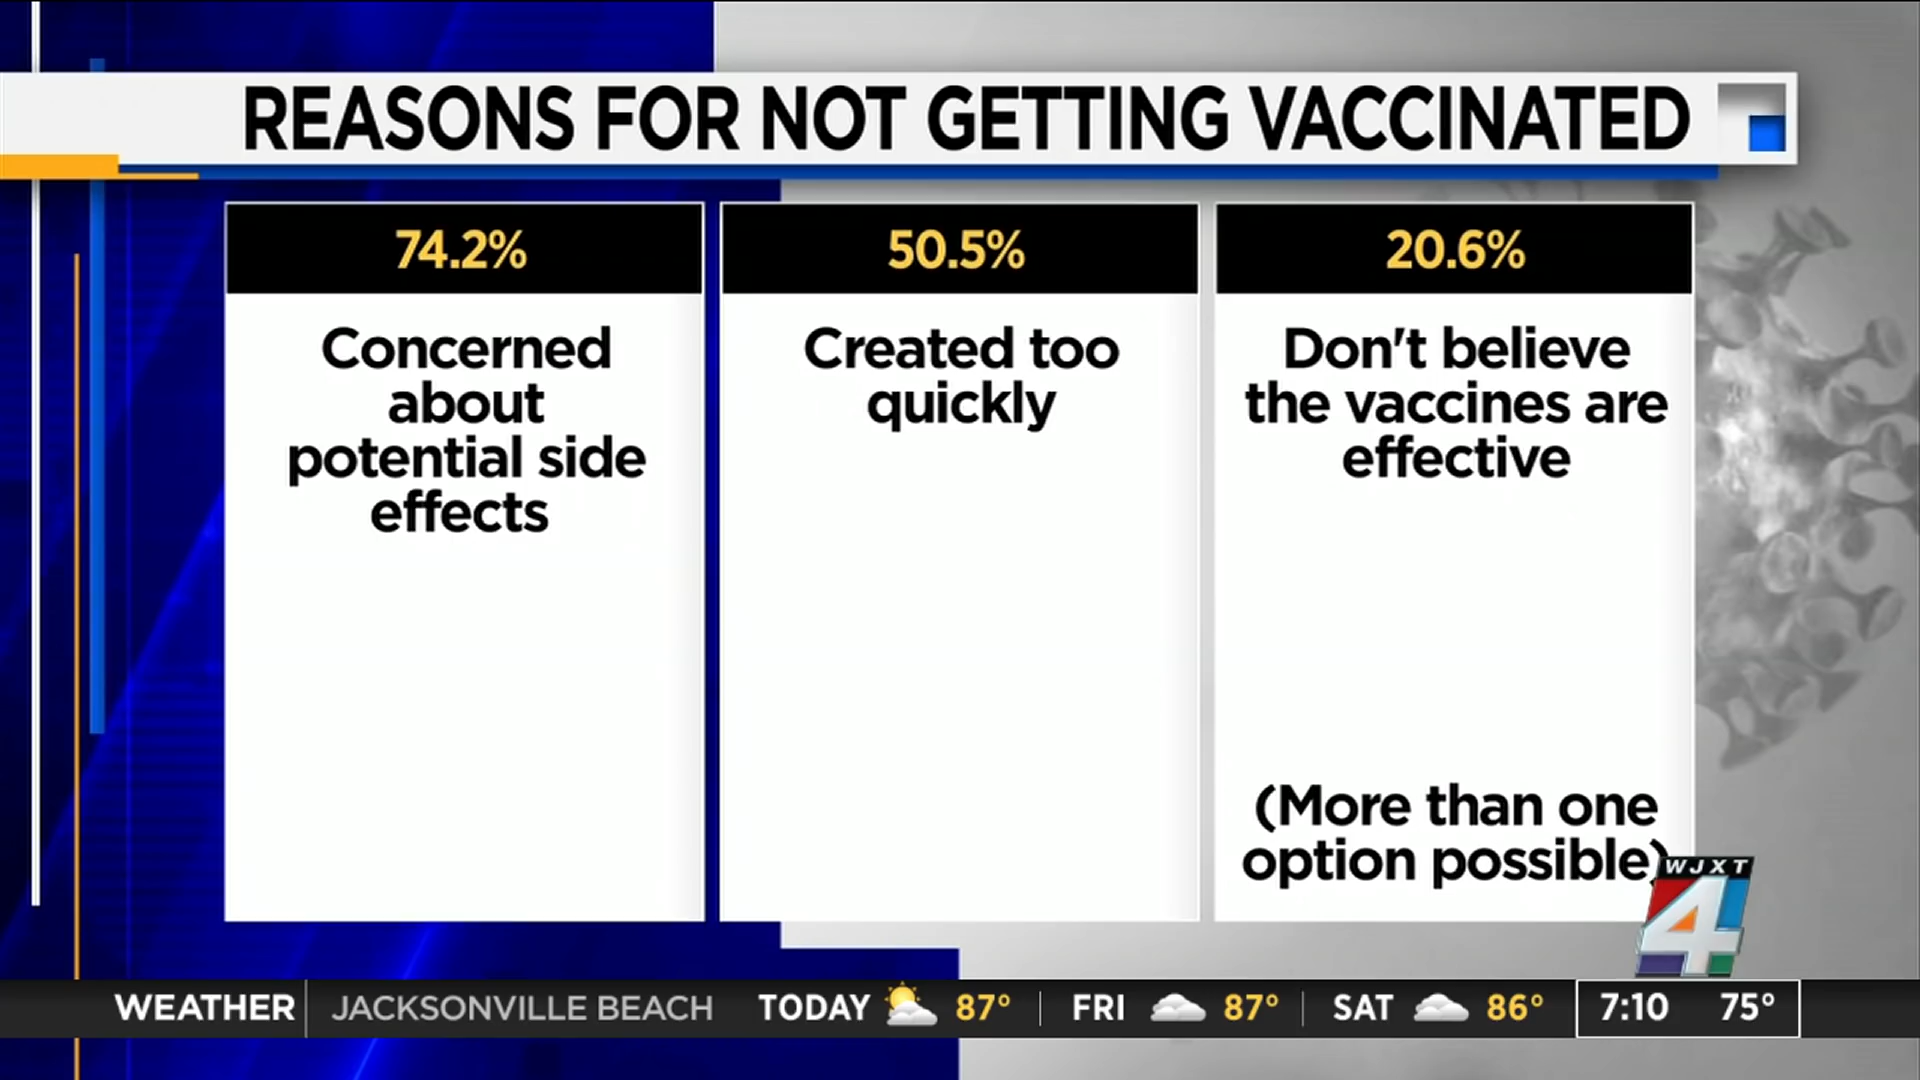 REASONS FOR NOT GETTING VACCINATED
74.2%
Concerned
about
potential side
effects
50.5%
Created too
quickly
20.6%
Don't believe
the vaccines are
effective
(More than one
option possible)
WJXT
4
WEATHER JACKSONVILLE BEACH TODAY 87° FRI 87° SAT 86° 7:10 75°